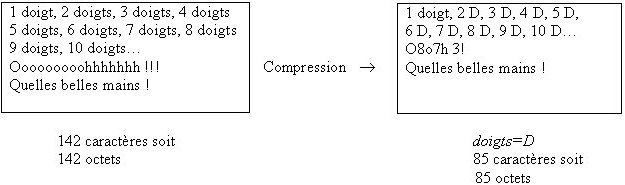 1 doigt, 2 doigts, 3 doigts, 4 doigts
5 doigts, 6 doigts, 7 doigts, 8 doigts
9 doigts, 10 doigts…
Ooooooooohhhhhhh !!!
Quelles belles mains !
Compression →
1 doigt, 2 D, 3 D, 4 D, 5 D,
6 D, 7 D, 8 D, 9 D, 10 D…
O8o7h 3!
Quelles belles mains !
142 caractères soit
142 octets
doigts=D
85 caractères soit
85 octets